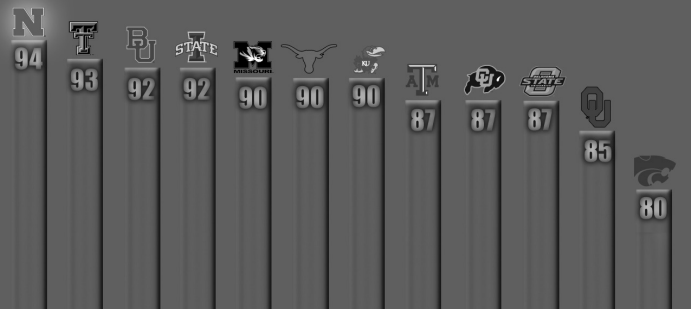 N 94
TT 93
BU 92
I STATE 92
M MISSOURI 90
90
KU 90
ATM 87
CU 87
O STATE 87
OU 85
80